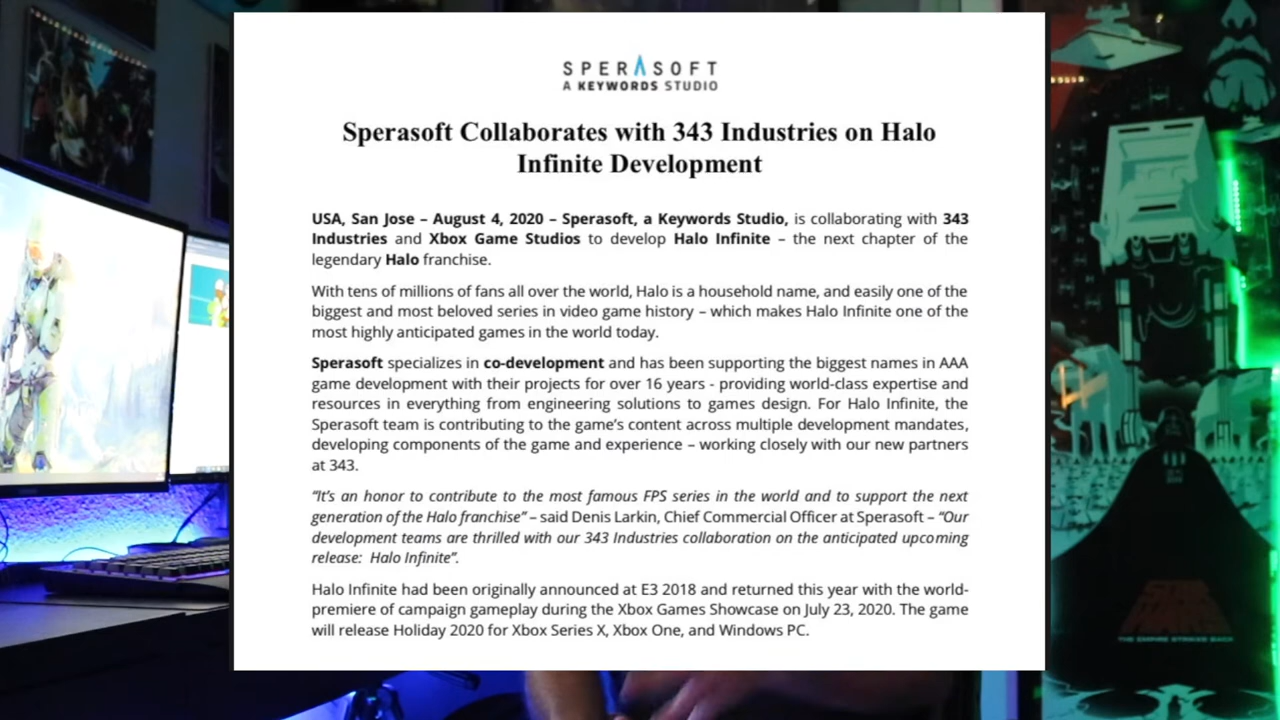 SPERASOFT
A KEYWORDS STUDIO
Sperasoft Collaborates with 343 Industries on Halo
Infinite Development
USA, San Jose – August 4, 2020 – Sperasoft, a Keywords Studio, is collaborating with 343
Industries and Xbox Game Studios to develop Halo Infinite – the next chapter of the
legendary Halo franchise.
With tens of millions of fans all over the world, Halo is a household name, and easily one of the
biggest and most beloved series in video game history – which makes Halo Infinite one of the
most highly anticipated games in the world today.
Sperasoft specializes in co-development and has been supporting the biggest names in AAA
game development with their projects for over 16 years - providing world-class expertise and
resources in everything from engineering solutions to games design. For Halo Infinite, the
Sperasoft team is contributing to the game's content across multiple development mandates,
developing components of the game and experience – working closely with our new partners
at 343.
“It's an honor to contribute to the most famous FPS series in the world and to support the next
generation of the Halo franchise” – said Denis Larkin, Chief Commercial Officer at Sperasoft – “Our
development teams are thrilled with our 343 Industries collaboration on the anticipated upcoming
release: Halo Infinite”.
Halo Infinite had been originally announced at E3 2018 and returned this year with the world-
premiere of campaign gameplay during the Xbox Games Showcase on July 23, 2020. The game
will release Holiday 2020 for Xbox Series X, Xbox One, and Windows PC.
STAR WARS
THE EMPIRE STRIKES BACK